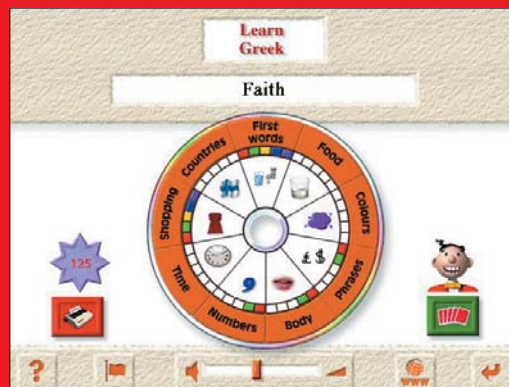 Learn
Greek
Faith
First
words
Food
Colours
Phrases
Body
Numbers
Time
Shopping
Countries
£ $
9
125
?
www